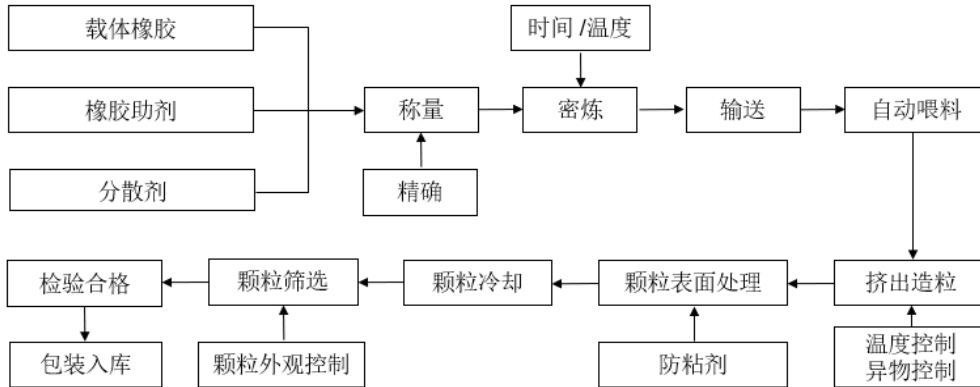 载体橡胶
时间/温度
橡胶助剂
称量
密炼
输送
自动喂料
分散剂
精确
检验合格
颗粒筛选
颗粒冷却
颗粒表面处理
挤出造粒
包装入库
颗粒外观控制
防粘剂
温度控制
异物控制